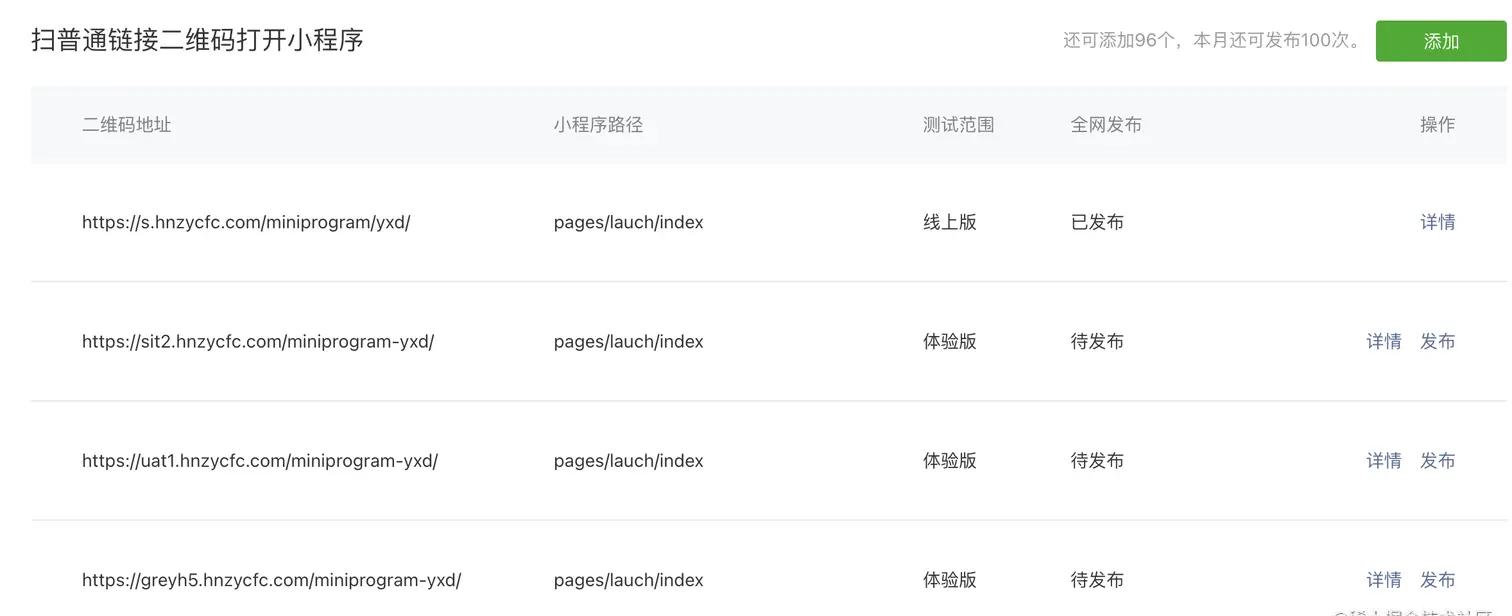 扫普通链接二维码打开小程序 还可添加96个，本月还可发布100次。 添加
二维码地址 小程序路径 测试范围 全网发布 操作
https://s.hnzycfc.com/miniprogram/yxd/ pages/lauch/index 线上版 已发布 详情
https://sit2.hnzycfc.com/miniprogram-yxd/ pages/lauch/index 体验版 待发布 详情 发布
https://uat1.hnzycfc.com/miniprogram-yxd/ pages/lauch/index 体验版 待发布 详情 发布
https://greyh5.hnzycfc.com/miniprogram-yxd/ pages/lauch/index 体验版 待发布 详情 发布